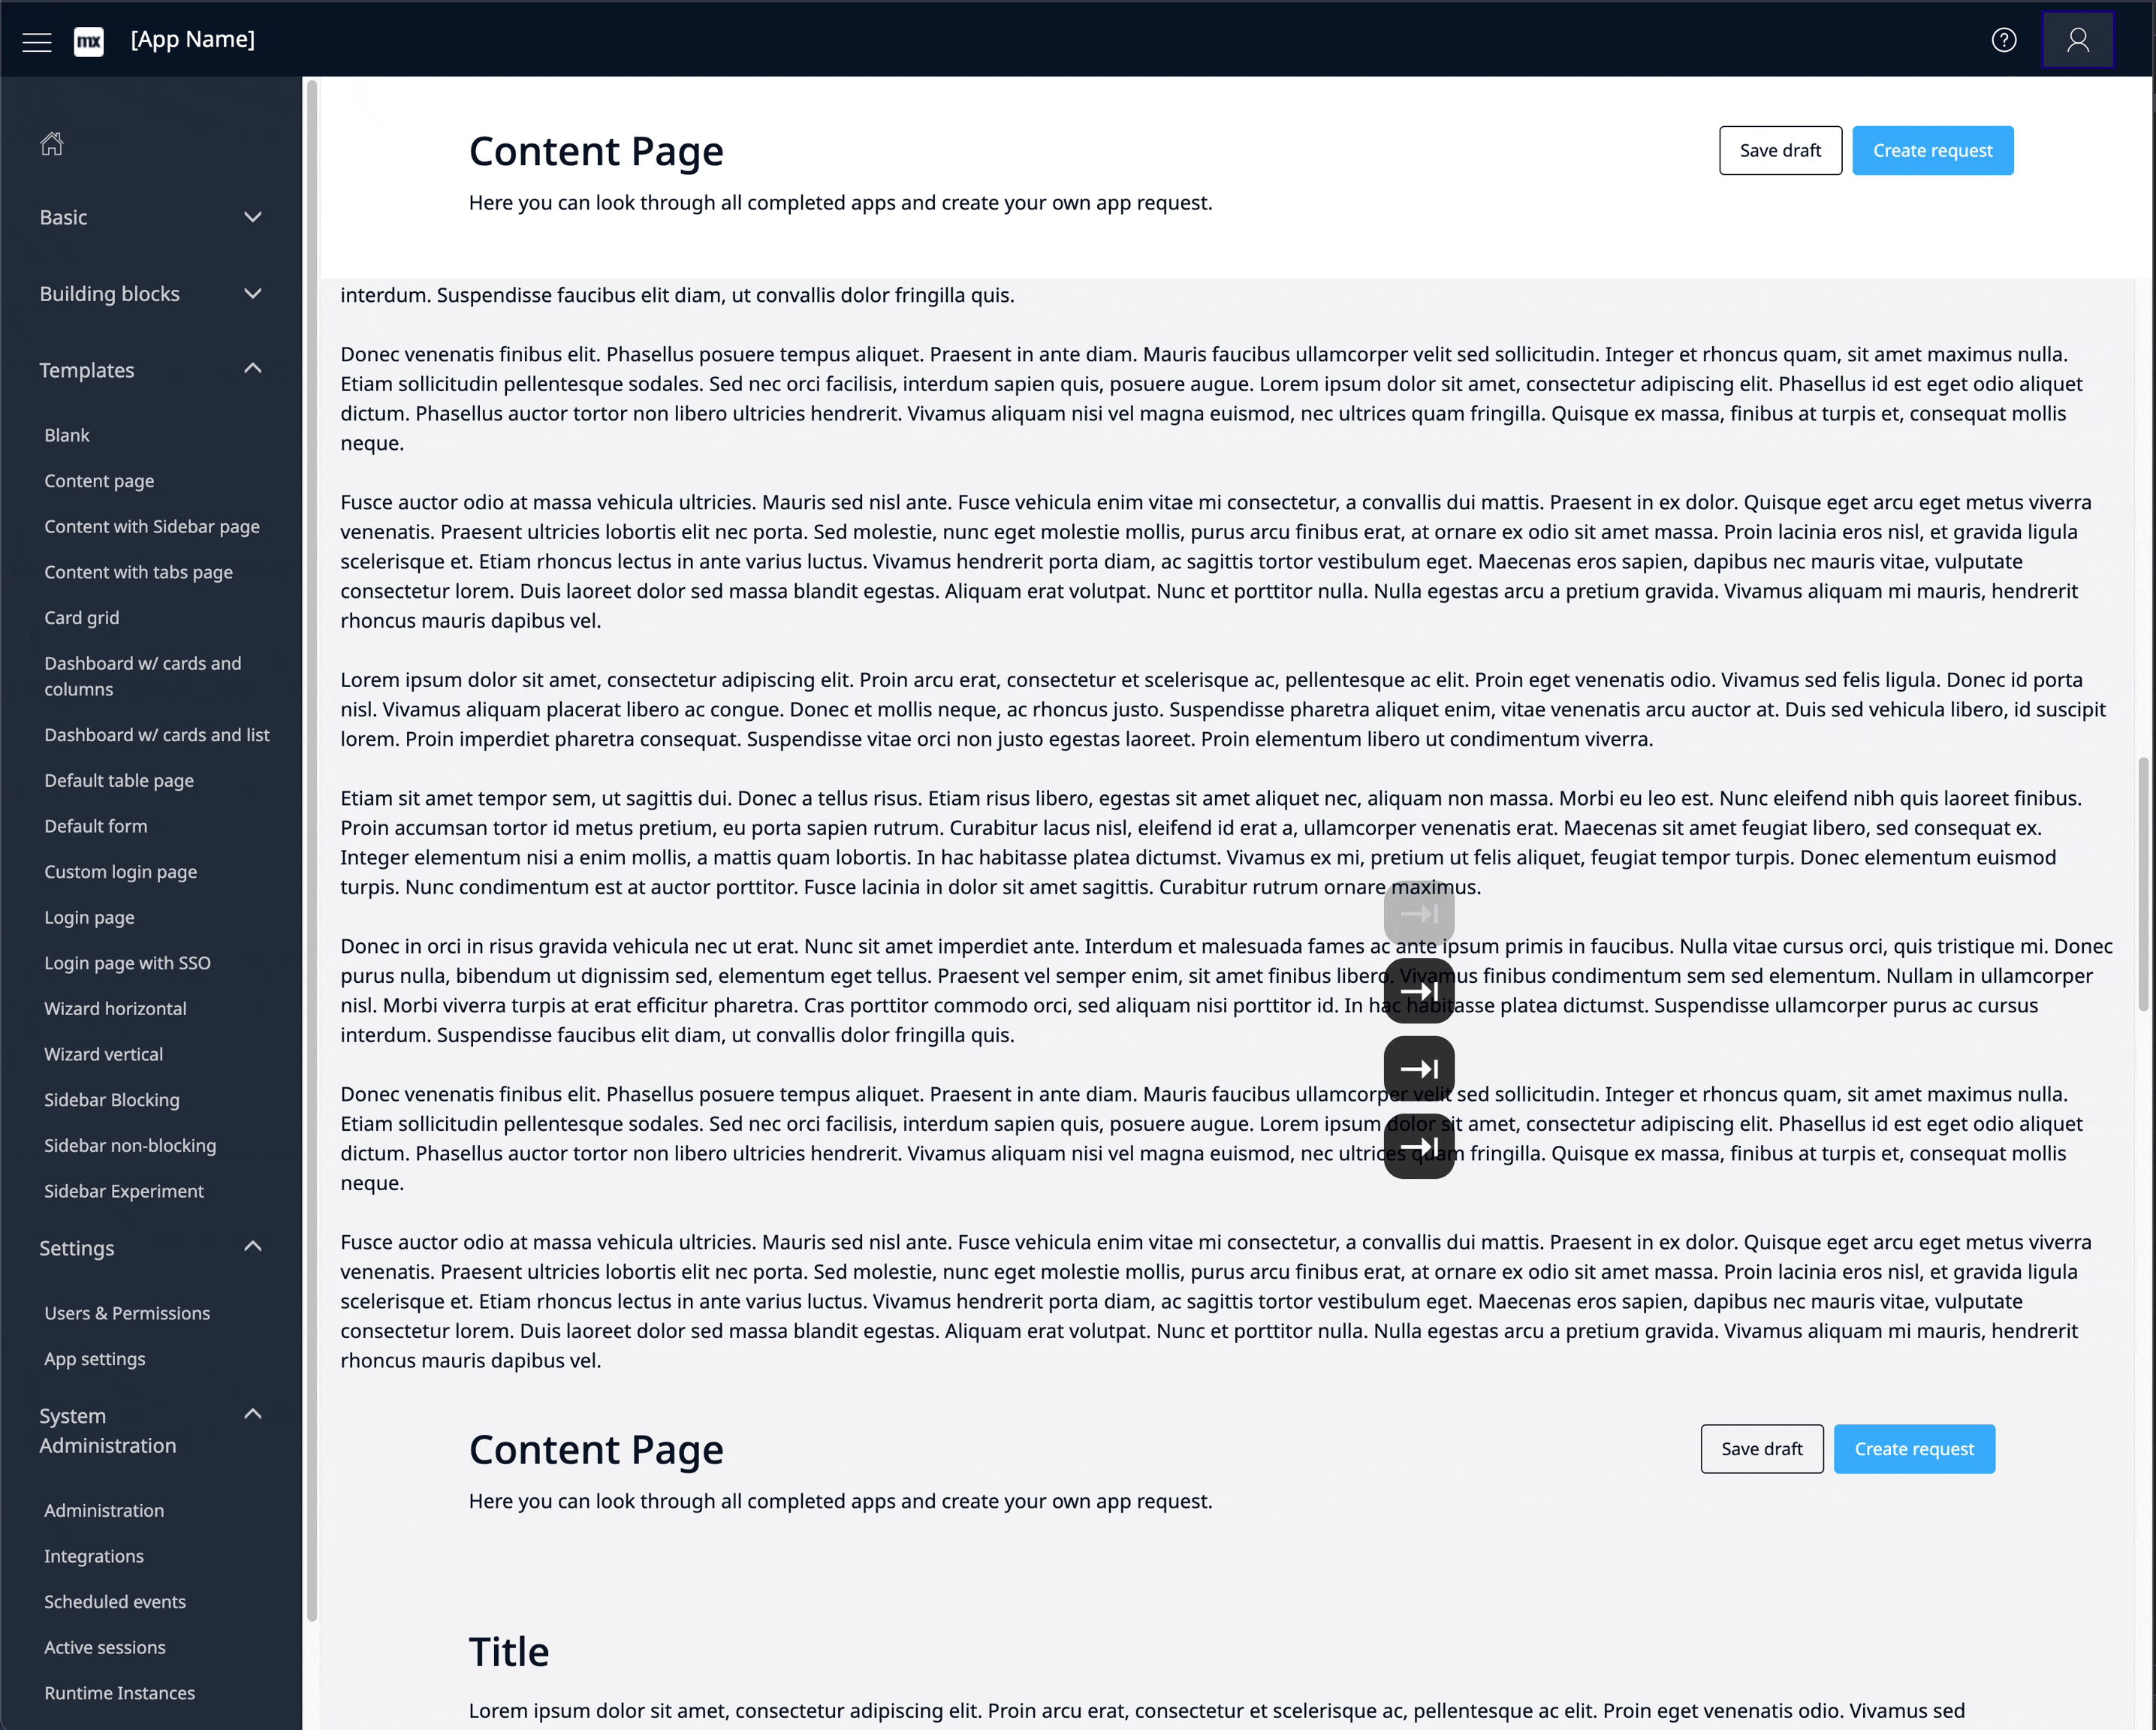 mx [App Name]
Basic
Building blocks
Templates
Blank
Content page
Content with Sidebar page
Content with tabs page
Card grid
Dashboard w/ cards and
columns
Dashboard w/ cards and list
Default table page
Default form
Custom login page
Login page
Login page with SSO
Wizard horizontal
Wizard vertical
Sidebar Blocking
Sidebar non-blocking
Sidebar Experiment
Settings
Users & Permissions
App settings
System
Administration
Administration
Integrations
Scheduled events
Active sessions
Runtime Instances
Content Page
Save draft
Create request
Here you can look through all completed apps and create your own app request.
interdum. Suspendisse faucibus elit diam, ut convallis dolor fringilla quis.
Donec venenatis finibus elit. Phasellus posuere tempus aliquet. Praesent in ante diam. Mauris faucibus ullamcorper velit sed sollicitudin. Integer et rhoncus quam, sit amet maximus nulla.
Etiam sollicitudin pellentesque sodales. Sed nec orci facilisis, interdum sapien quis, posuere augue. Lorem ipsum dolor sit amet, consectetur adipiscing elit. Phasellus id est eget odio aliquet
dictum. Phasellus auctor tortor non libero ultricies hendrerit. Vivamus aliquam nisi vel magna euismod, nec ultrices quam fringilla. Quisque ex massa, finibus at turpis et, consequat mollis
neque.
Fusce auctor odio at massa vehicula ultricies. Mauris sed nisl ante. Fusce vehicula enim vitae mi consectetur, a convallis dui mattis. Praesent in ex dolor. Quisque eget arcu eget metus viverra
venenatis. Praesent ultricies lobortis elit nec porta. Sed molestie, nunc eget molestie mollis, purus arcu finibus erat, at ornare ex odio sit amet massa. Proin lacinia eros nisl, et gravida ligula
scelerisque et. Etiam rhoncus lectus in ante varius luctus. Vivamus hendrerit porta diam, ac sagittis tortor vestibulum eget. Maecenas eros sapien, dapibus nec mauris vitae, vulputate
consectetur lorem. Duis laoreet dolor sed massa blandit egestas. Aliquam erat volutpat. Nunc et porttitor nulla. Nulla egestas arcu a pretium gravida. Vivamus aliquam mi mauris, hendrerit
rhoncus mauris dapibus vel.
Lorem ipsum dolor sit amet, consectetur adipiscing elit. Proin arcu erat, consectetur et scelerisque ac, pellentesque ac elit. Proin eget venenatis odio. Vivamus sed felis ligula. Donec id porta
nisl. Vivamus aliquam placerat libero ac congue. Donec et mollis neque, ac rhoncus justo. Suspendisse pharetra aliquet enim, vitae venenatis arcu auctor at. Duis sed vehicula libero, id suscipit
lorem. Proin imperdiet pharetra consequat. Suspendisse vitae orci non justo egestas laoreet. Proin elementum libero ut condimentum viverra.
Etiam sit amet tempor sem, ut sagittis dui. Donec a tellus risus. Etiam risus libero, egestas sit amet aliquet nec, aliquam non massa. Morbi eu leo est. Nunc eleifend nibh quis laoreet finibus.
Proin accumsan tortor id metus pretium, eu porta sapien rutrum. Curabitur lacus nisl, eleifend id erat a, ullamcorper venenatis erat. Maecenas sit amet feugiat libero, sed consequat ex.
Integer elementum nisi a enim mollis, a mattis quam lobortis. In hac habitasse platea dictumst. Vivamus ex mi, pretium ut felis aliquet, feugiat tempor turpis. Donec elementum euismod
turpis. Nunc condimentum est at auctor porttitor. Fusce lacinia in dolor sit amet sagittis. Curabitur rutrum ornare maximus.
Donec in orci in risus gravida vehicula nec ut erat. Nunc sit amet imperdiet ante. Interdum et malesuada fames ac ante ipsum primis in faucibus. Nulla vitae cursus orci, quis tristique mi. Donec
purus nulla, bibendum ut dignissim sed, elementum eget tellus. Praesent vel semper enim, sit amet finibus libero. Vivamus finibus condimentum sem sed elementum. Nullam in ullamcorper
nisl. Morbi viverra turpis at erat efficitur pharetra. Cras porttitor commodo orci, sed aliquam nisi porttitor id. In hac habitasse platea dictumst. Suspendisse ullamcorper purus ac cursus
interdum. Suspendisse faucibus elit diam, ut convallis dolor fringilla quis.
Donec venenatis finibus elit. Phasellus posuere tempus aliquet. Praesent in ante diam. Mauris faucibus ullamcorper velit sed sollicitudin. Integer et rhoncus quam, sit amet maximus nulla.
Etiam sollicitudin pellentesque sodales. Sed nec orci facilisis, interdum sapien quis, posuere augue. Lorem ipsum dolor sit amet, consectetur adipiscing elit. Phasellus id est eget odio aliquet
dictum. Phasellus auctor tortor non libero ultricies hendrerit. Vivamus aliquam nisi vel magna euismod, nec ultrices quam fringilla. Quisque ex massa, finibus at turpis et, consequat mollis
neque.
Fusce auctor odio at massa vehicula ultricies. Mauris sed nisl ante. Fusce vehicula enim vitae mi consectetur, a convallis dui mattis. Praesent in ex dolor. Quisque eget arcu eget metus viverra
venenatis. Praesent ultricies lobortis elit nec porta. Sed molestie, nunc eget molestie mollis, purus arcu finibus erat, at ornare ex odio sit amet massa. Proin lacinia eros nisl, et gravida ligula
scelerisque et. Etiam rhoncus lectus in ante varius luctus. Vivamus hendrerit porta diam, ac sagittis tortor vestibulum eget. Maecenas eros sapien, dapibus nec mauris vitae, vulputate
consectetur lorem. Duis laoreet dolor sed massa blandit egestas. Aliquam erat volutpat. Nunc et porttitor nulla. Nulla egestas arcu a pretium gravida. Vivamus aliquam mi mauris, hendrerit
rhoncus mauris dapibus vel.
Content Page
Save draft
Create request
Here you can look through all completed apps and create your own app request.
Title
Lorem ipsum dolor sit amet, consectetur adipiscing elit. Proin arcu erat, consectetur et scelerisque ac, pellentesque ac elit. Proin eget venenatis odio. Vivamus sed